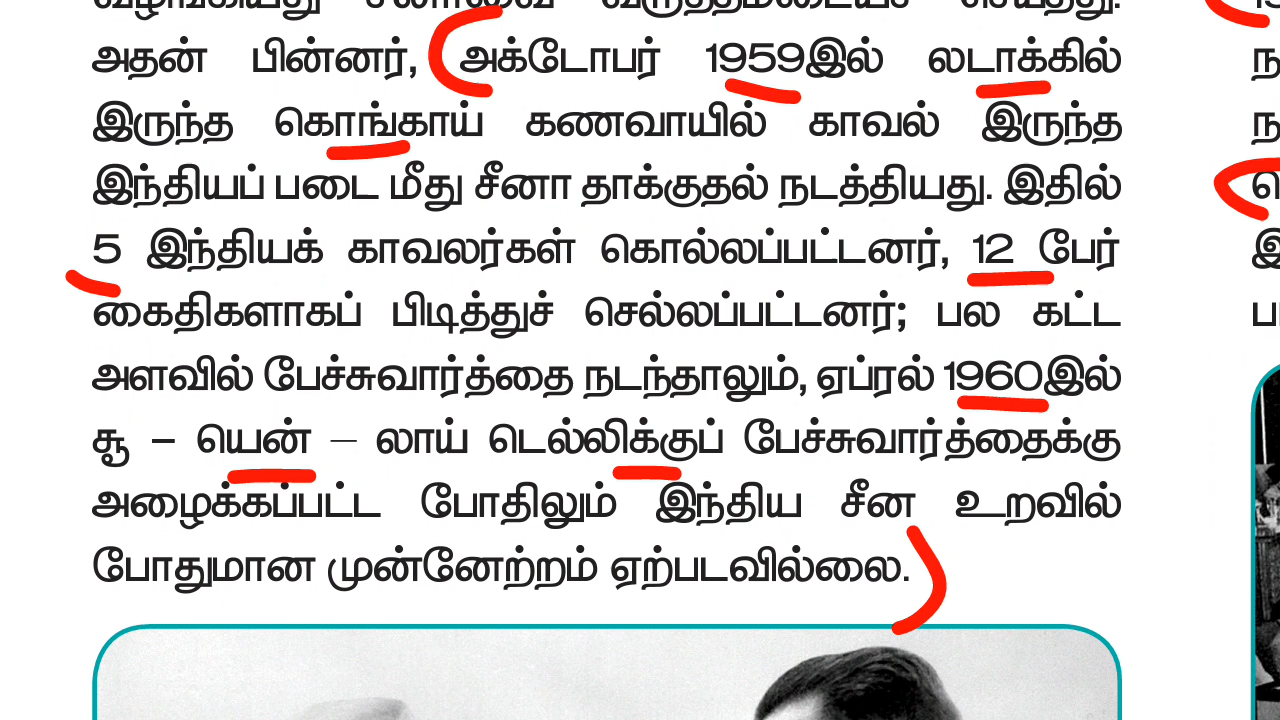 அதன் பின்னர், அக்டோபர் 1959இல் லடாக்கில்
இருந்த கொங்காய் கணவாயில் காவல் இருந்த
இந்தியப் படை மீது சீனா தாக்குதல் நடத்தியது. இதில்
5 இந்தியக் காவலர்கள் கொல்லப்பட்டனர், 12 பேர்
கைதிகளாகப் பிடித்துச் செல்லப்பட்டனர்; பல கட்ட
அளவில் பேச்சுவார்த்தை நடந்தாலும், ஏப்ரல் 1960இல்
சூ – யென் – லாய் டெல்லிக்குப் பேச்சுவார்த்தைக்கு
அழைக்கப்பட்ட போதிலும் இந்திய சீன உறவில்
போதுமான முன்னேற்றம் ஏற்படவில்லை.